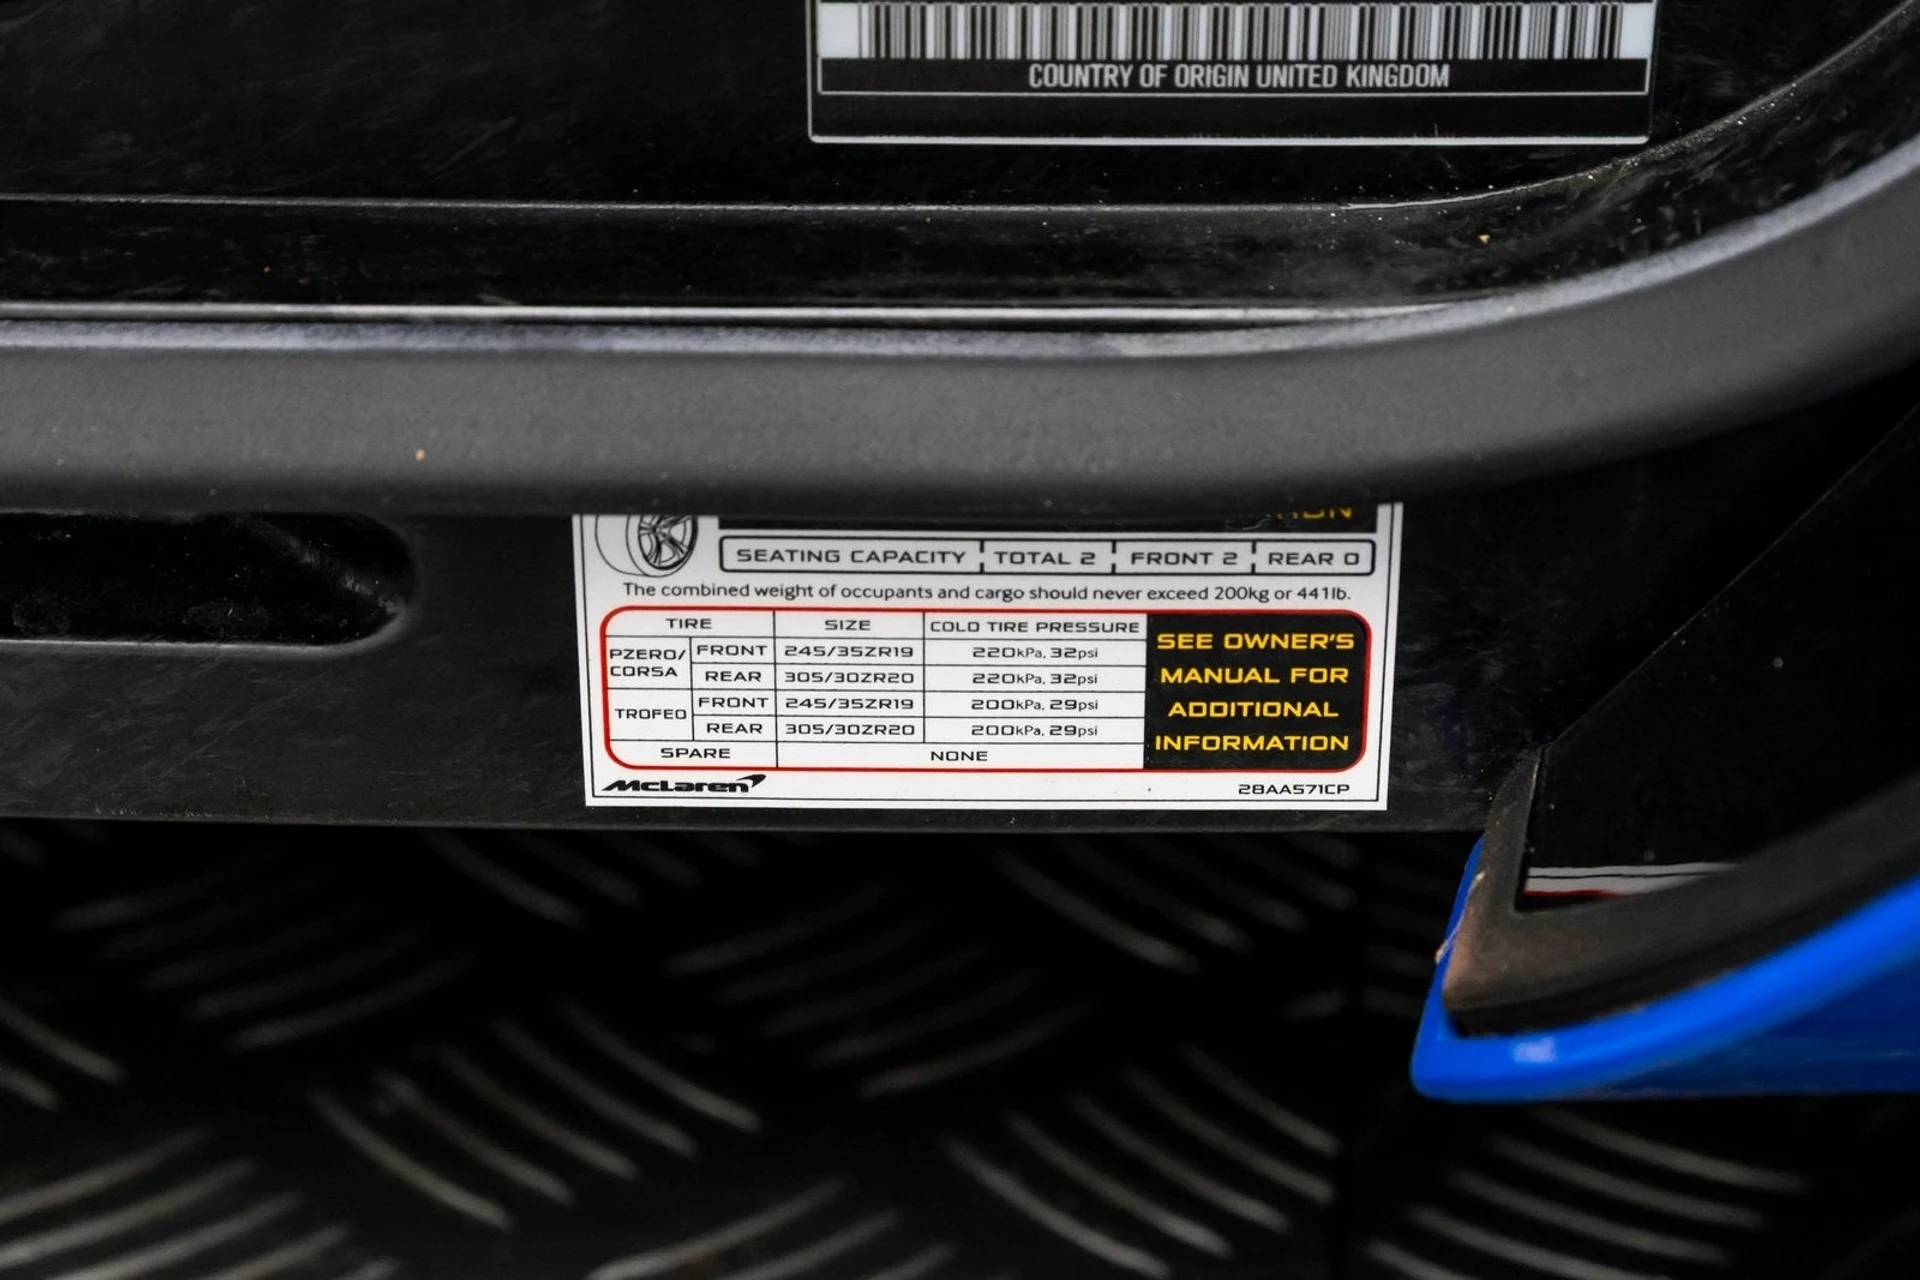 COUNTRY OF ORIGIN UNITED KINGDOM
SEATING CAPACITY TOTAL 2 FRONT 2 REAR 0
The combined weight of occupants and cargo should never exceed 200kg or 441lb.
TIRE SIZE COLD TIRE PRESSURE
PZERO/CORSA FRONT 245/35ZR19 220kPa, 32psi
REAR 305/30ZR20 220kPa, 32psi
TROFEO FRONT 245/35ZR19 200kPa, 29psi
REAR 305/30ZR20 200kPa, 29psi
SPARE NONE
SEE OWNER'S
MANUAL FOR
ADDITIONAL
INFORMATION
McLaren 28AA571CP